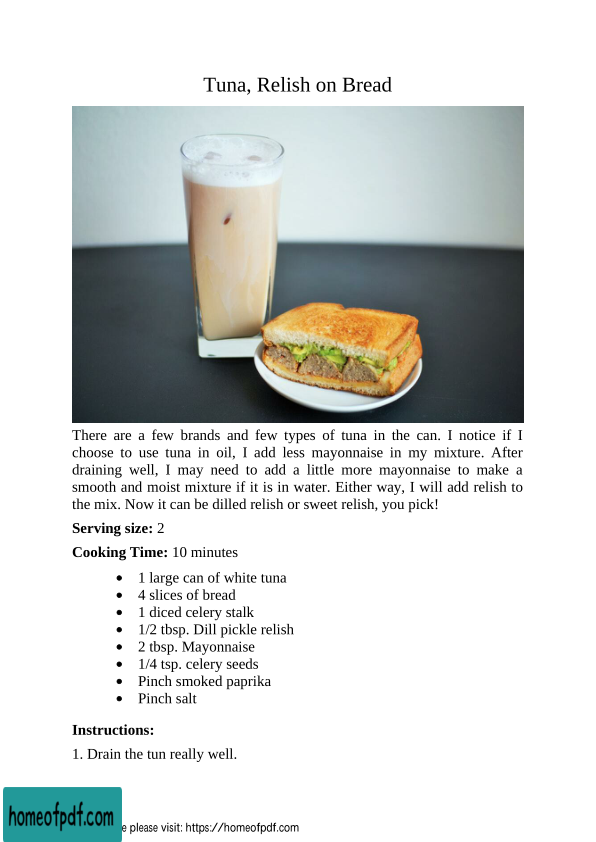 Tuna, Relish on Bread
There are a few brands and few types of tuna in the can. I notice if I
choose to use tuna in oil, I add less mayonnaise in my mixture. After
draining well, I may need to add a little more mayonnaise to make a
smooth and moist mixture if it is in water. Either way, I will add relish to
the mix. Now it can be dilled relish or sweet relish, you pick!
Serving size: 2
Cooking Time: 10 minutes
• 1 large can of white tuna
• 4 slices of bread
• 1 diced celery stalk
• 1/2 tbsp. Dill pickle relish
• 2 tbsp. Mayonnaise
• 1/4 tsp. celery seeds
• Pinch smoked paprika
• Pinch salt
Instructions:
1. Drain the tun really well.
homeofpdf.com
e please visit: https://homeofpdf.com